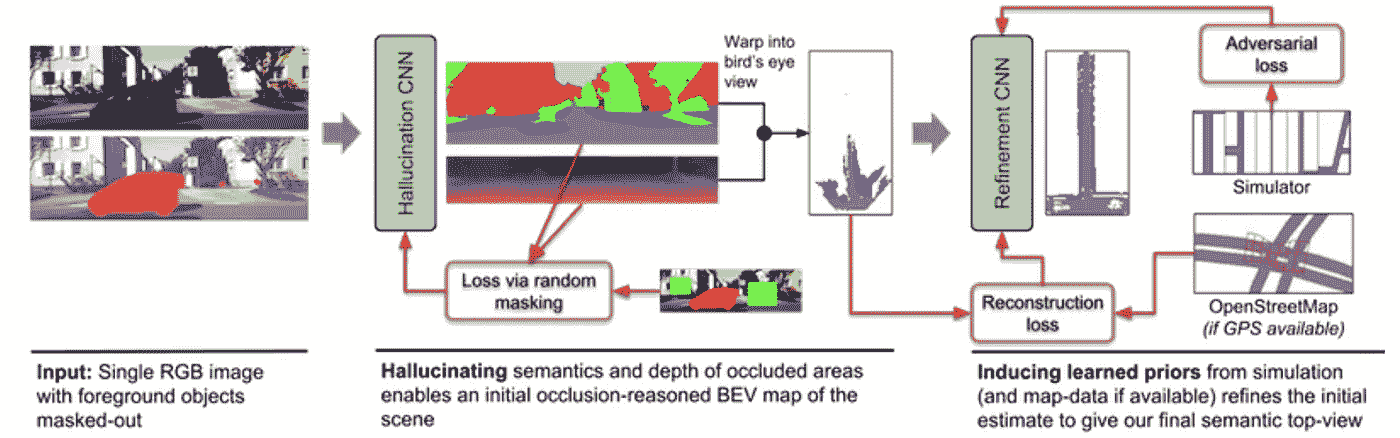 Hallucination CNN
Warp into
bird's eye
view
Loss via random
masking
Refinement CNN
Adversarial
loss
Simulator
Reconstruction
loss
OpenStreetMap
(if GPS available)
Input: Single RGB image
with foreground objects
masked-out
Hallucinating semantics and depth of occluded areas
enables an initial occlusion-reasoned BEV map of the
scene
Inducing learned priors from simulation
(and map-data if available) refines the initial
estimate to give our final semantic top-view